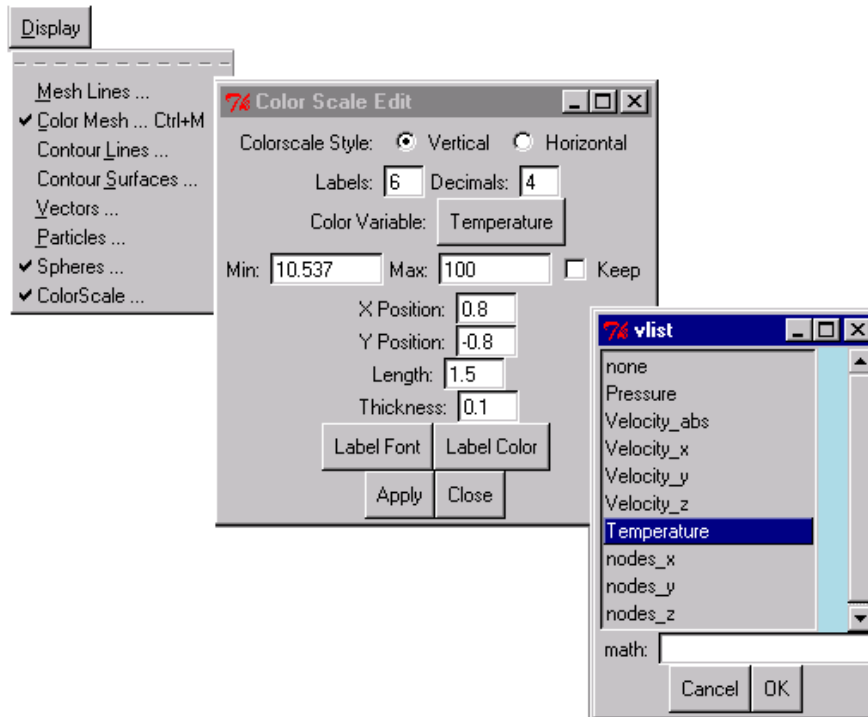 Display
Mesh Lines ...
Color Mesh ... Ctrl+M
Contour Lines ...
Contour Surfaces ...
Vectors ...
Particles ...
Spheres ...
ColorScale ...
Color Scale Edit
Colorscale Style: Vertical Horizontal
Labels: 6 Decimals: 4
Color Variable: Temperature
Min: 10.537 Max: 100 Keep
X Position: 0.8
Y Position: -0.8
Length: 1.5
Thickness: 0.1
Label Font Label Color
Apply Close
vlist
none
Pressure
Velocity_abs
Velocity_x
Velocity_y
Velocity_z
Temperature
nodes_x
nodes_y
nodes_z
math:
Cancel OK